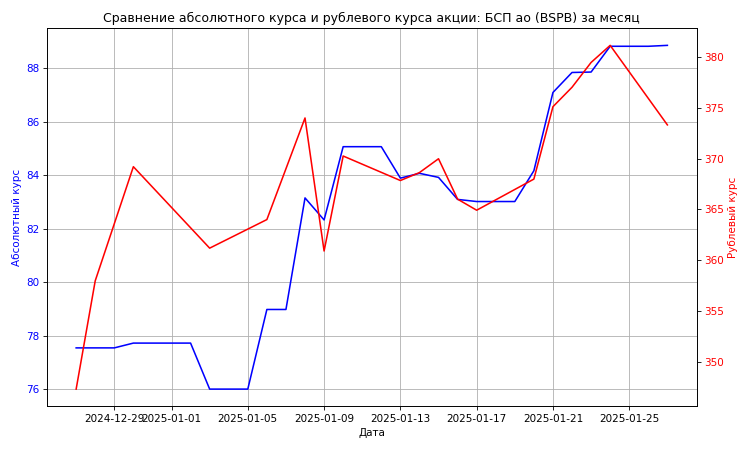 Сравнение абсолютного курса и рублевого курса акции: БСП ао (BSPB) за месяц
Абсолютный курс
88
86
84
82
80
78
76
380
375
370
365
360
355
350
Рублевый курс
2024-12-29 2025-01-01 2025-01-05 2025-01-09 2025-01-13 2025-01-17 2025-01-21 2025-01-25
Дата